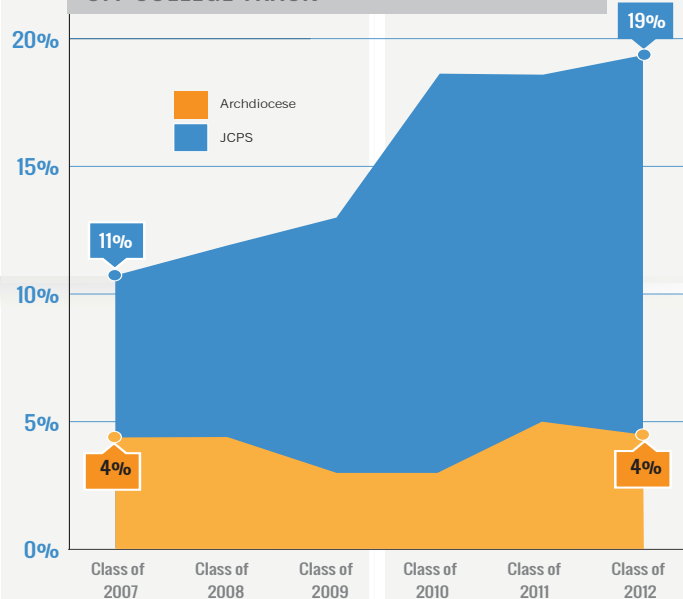 19%
20%
Archdiocese
JCPS
15%
11%
10%
5%
4%
4%
0%
Class of 2007
Class of 2008
Class of 2009
Class of 2010
Class of 2011
Class of 2012